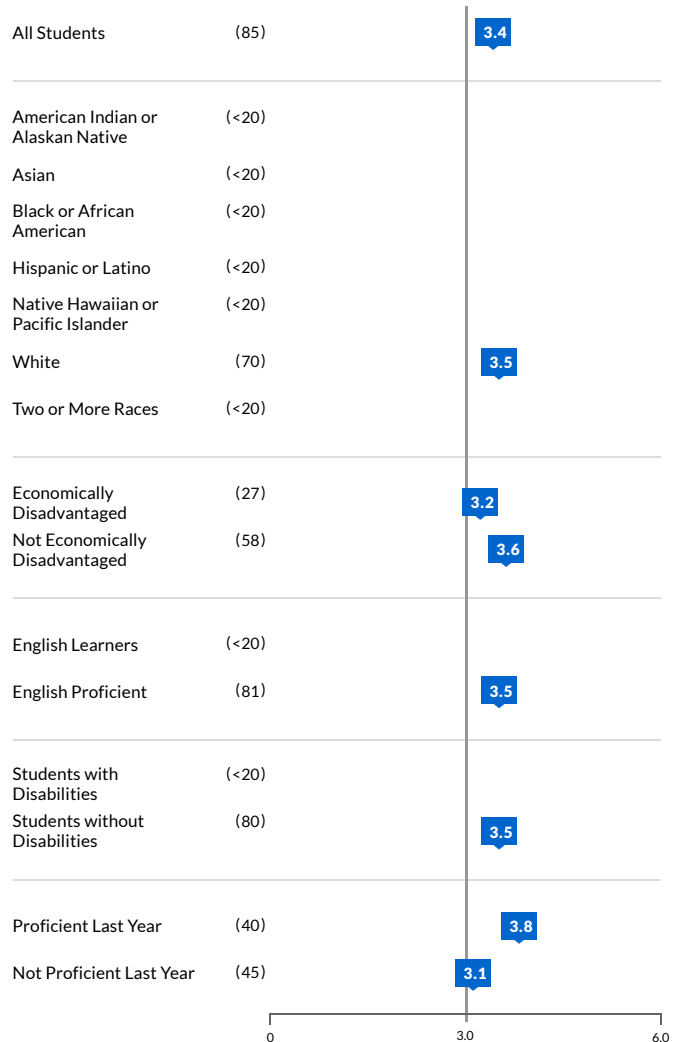 All Students (85) 3.4
American Indian or (<20)
Alaskan Native
Asian (<20)
Black or African (<20)
American
Hispanic or Latino (<20)
Native Hawaiian or (<20)
Pacific Islander
White (70) 3.5
Two or More Races (<20)
Economically (27) 3.2
Disadvantaged
Not Economically (58) 3.6
Disadvantaged
English Learners (<20)
English Proficient (81) 3.5
Students with (<20)
Disabilities
Students without (80) 3.5
Disabilities
Proficient Last Year (40) 3.8
Not Proficient Last Year (45) 3.1
0 3.0 6.0